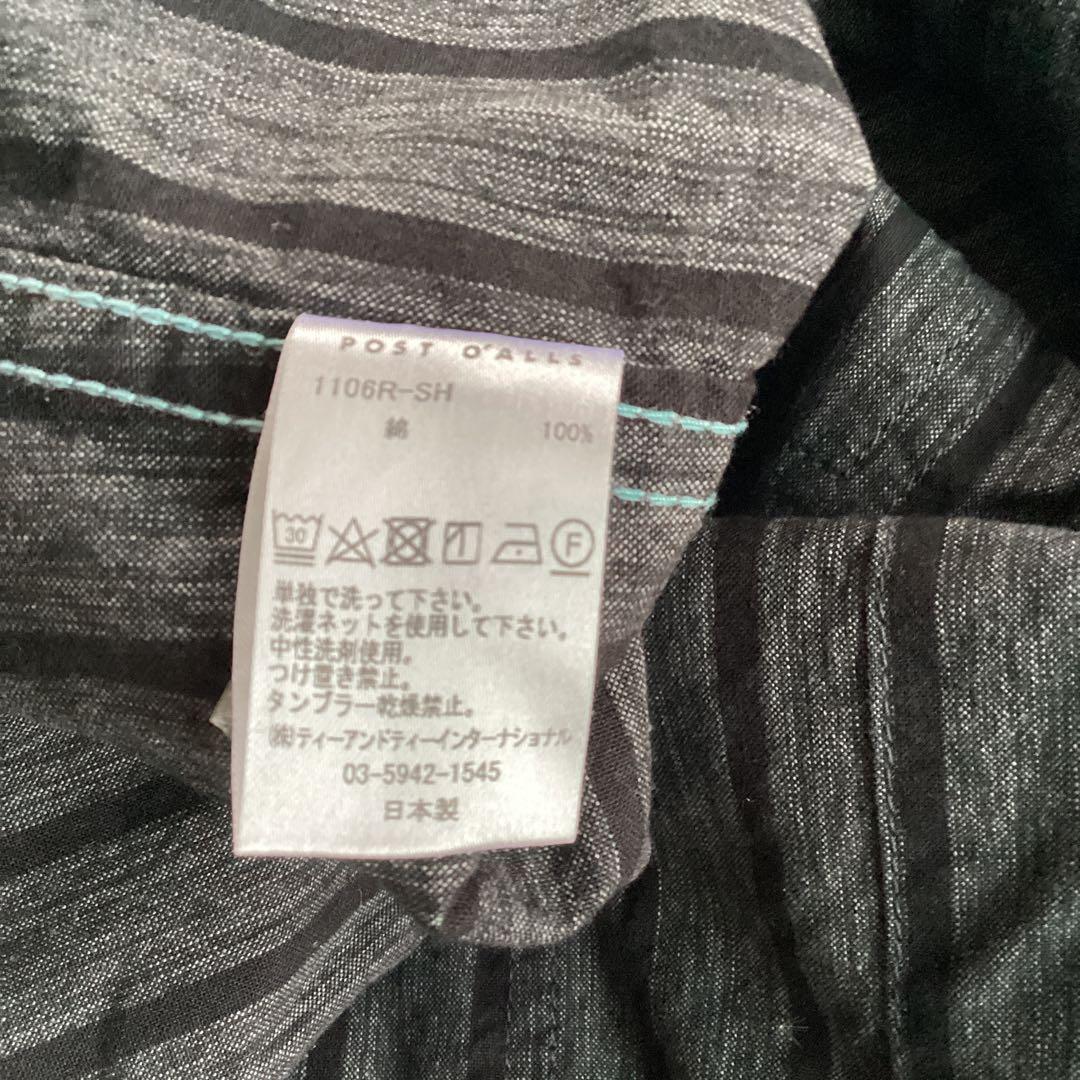 POST O'ALLS
1106R-SH
綿 100%
30 F
単独で洗って下さい。
洗濯ネットを使用して下さい。
中性洗剤使用。
つけ置き禁止。
タンブラー乾燥禁止。
㈱ティーアンドティーインターナショナル
03-5942-1545
日本製